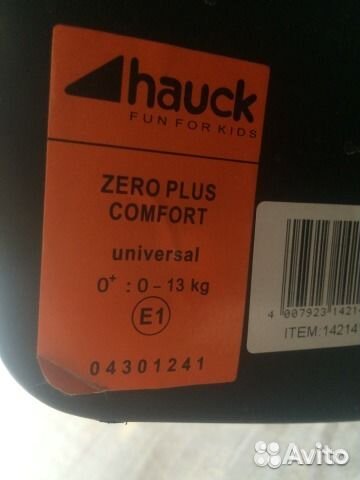 hauck
FUN FOR KIDS
ZERO PLUS
COMFORT
universal
0+ : 0 – 13 kg
E1
04301241
4 007923 14214
ITEM:14214
Avito